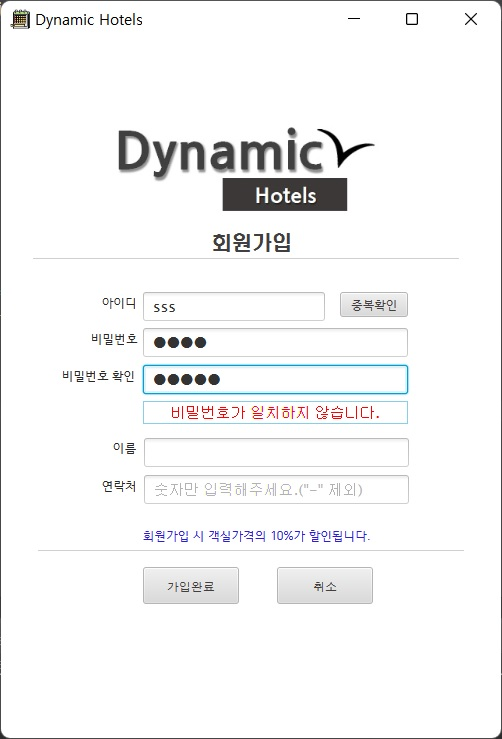 Dynamic Hotels
Dynamic
Hotels
회원가입
아이디 sss 중복확인
비밀번호 ●●●●
비밀번호 확인 ●●●●●
비밀번호가 일치하지 않습니다.
이름
연락처 숫자만 입력해주세요.("-" 제외)
회원가입 시 객실가격의 10%가 할인됩니다.
가입완료 취소